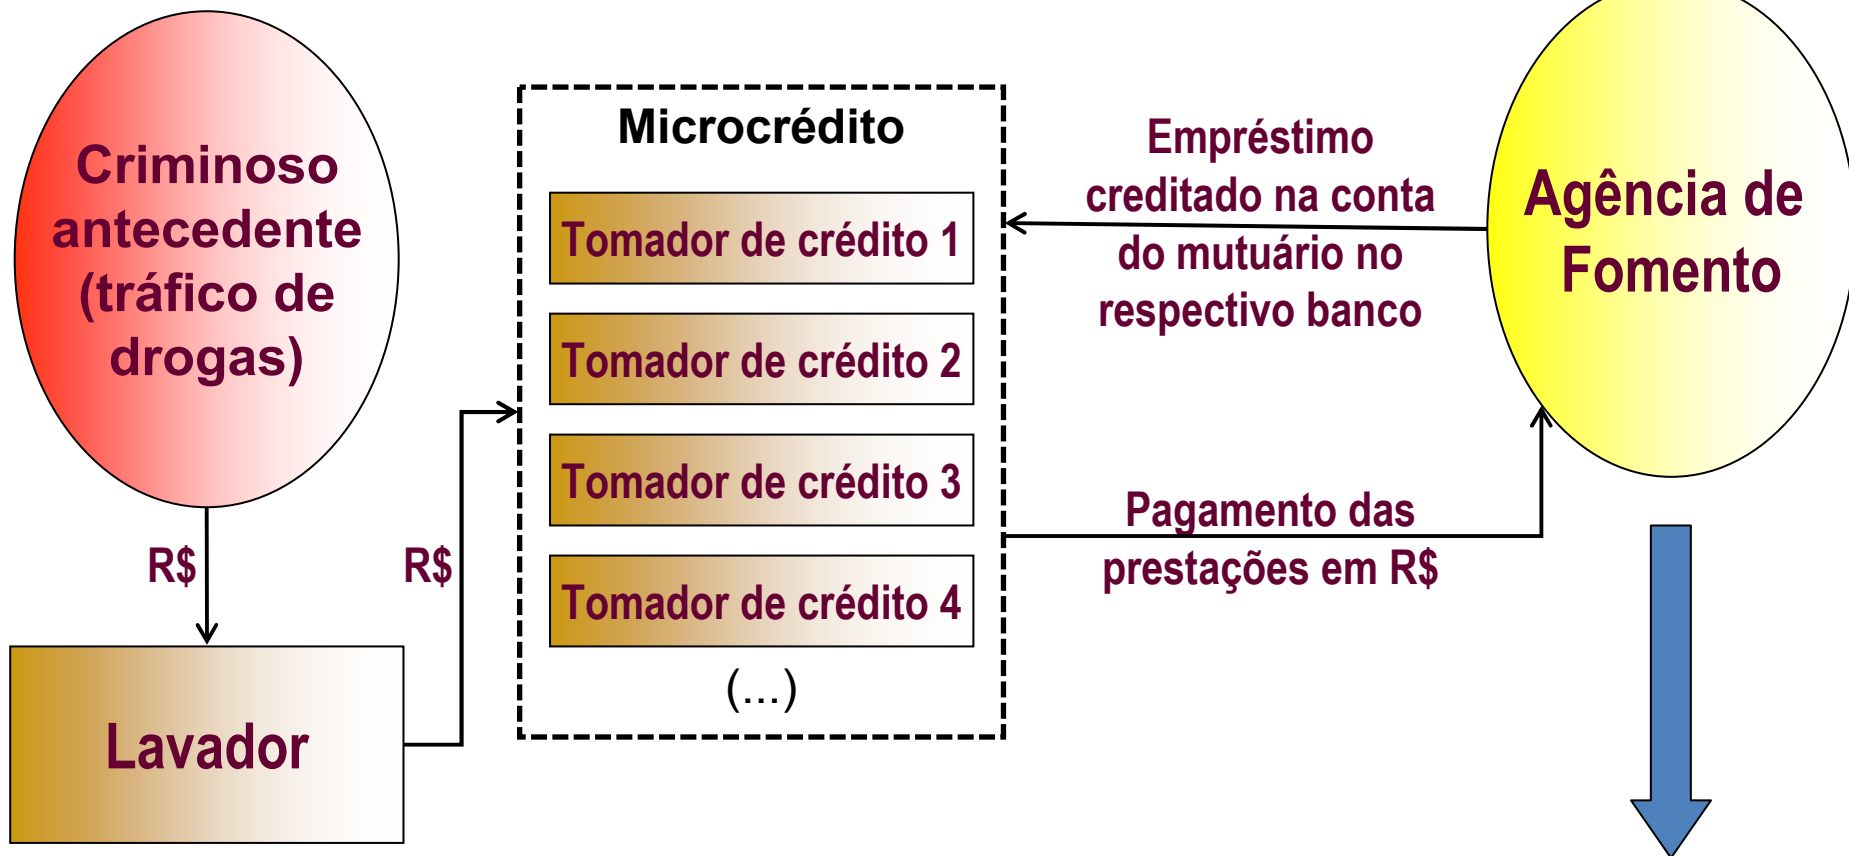 Criminoso
antecedente
(tráfico de
drogas)
R$
Lavador
R$
Microcrédito
Tomador de crédito 1
Tomador de crédito 2
Tomador de crédito 3
Tomador de crédito 4
(...)
Empréstimo
creditado na conta
do mutuário no
respectivo banco
Pagamento das
prestações em R$
Agência de
Fomento